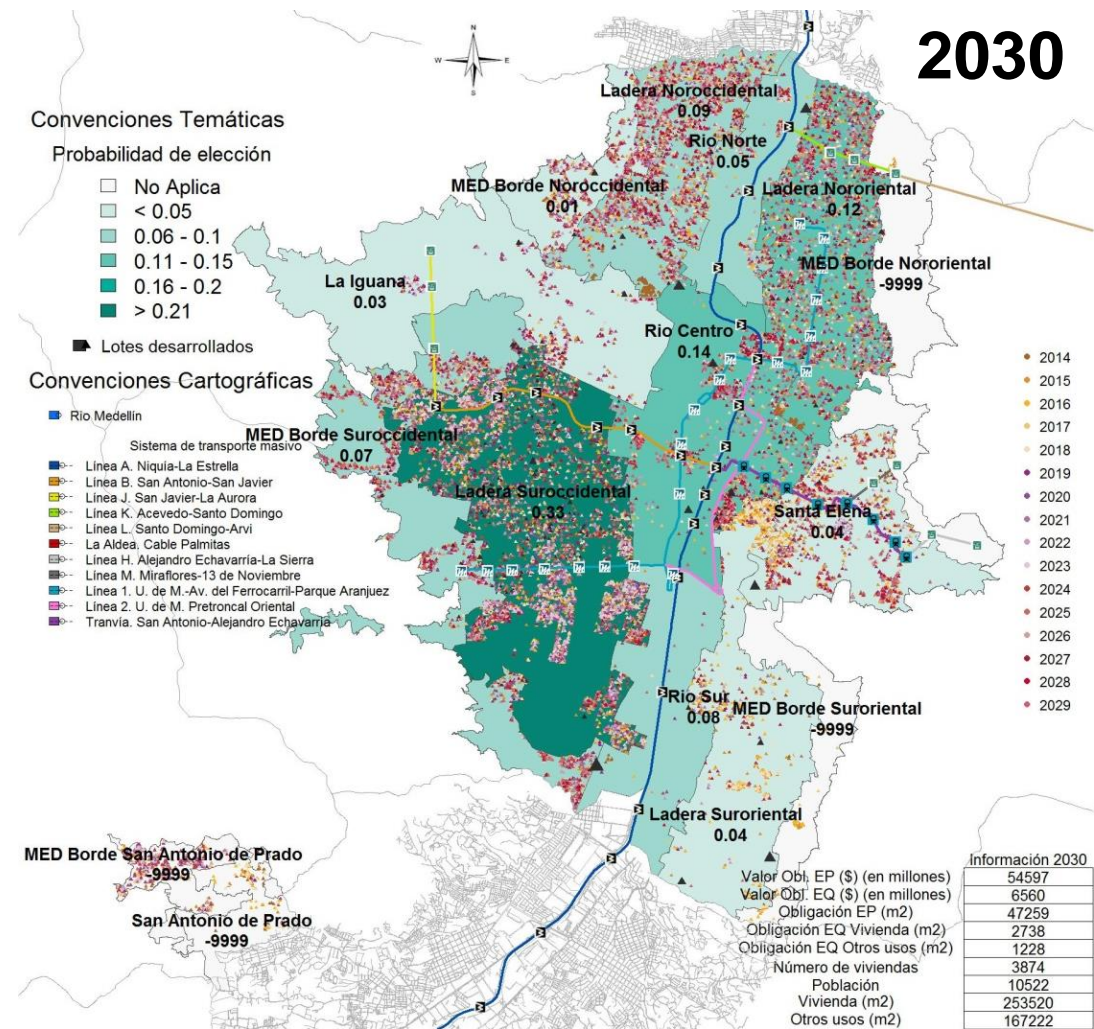 2030
N
W E
S
Convenciones Temáticas
Probabilidad de elección
No Aplica
< 0.05
0.06 - 0.1
0.11 - 0.15
0.16 - 0.2
> 0.21
Lotes desarrollados
Convenciones Cartográficas
Rio Medellín
Sistema de transporte masivo
Línea A. Niquía-La Estrella
Línea B. San Antonio-San Javier
Línea J. San Javier-La Aurora
Línea K. Acevedo-Santo Domingo
Línea L. Santo Domingo-Arvi
La Aldea. Cable Palmitas
Línea H. Alejandro Echavarría-La Sierra
Línea M. Miraflores-13 de Noviembre
Línea 1. U. de M.-Av. del Ferrocarril-Parque Aranjuez
Línea 2. U. de M. Pretroncal Oriental
Tranvía. San Antonio-Alejandro Echavarría
Ladera Noroccidental
0.09
Rio Norte
0.05
MED Borde Noroccidental
0.01
Ladera Nororiental
0.12
MED Borde Nororiental
-9999
La Iguana
0.03
Rio Centro
0.14
MED Borde Suroccidental
0.07
Ladera Suroccidental
0.33
Santa Elena
0.04
Rio Sur
0.08
MED Borde Suroriental
-9999
Ladera Suroriental
0.04
MED Borde San Antonio de Prado
-9999
San Antonio de Prado
-9999
2014
2015
2016
2017
2018
2019
2020
2021
2022
2023
2024
2025
2026
2027
2028
2029
Información 2030
Valor Obl. EP ($) (en millones) 54597
Valor Obl. EQ ($) (en millones) 6560
Obligación EP (m2) 47259
Obligación EQ Vivienda (m2) 2738
Obligación EQ Otros usos (m2) 1228
Número de viviendas 3874
Población 10522
Vivienda (m2) 253520
Otros usos (m2) 167222